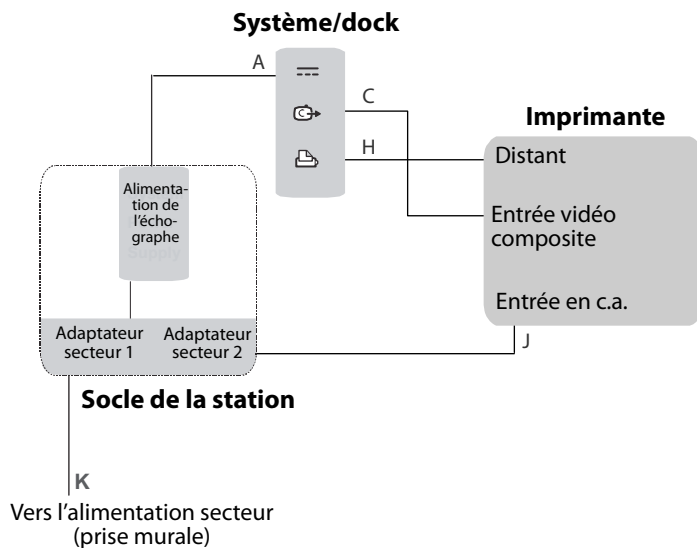 Système/dock
A
C
H
Imprimante
Distant
Entrée vidéo
composite
Entrée en c.a.
J
Alimenta-
tion de
l'écho-
graphe
Supply
Adaptateur
secteur 1
Adaptateur
secteur 2
Socle de la station
K
Vers l'alimentation secteur
(prise murale)